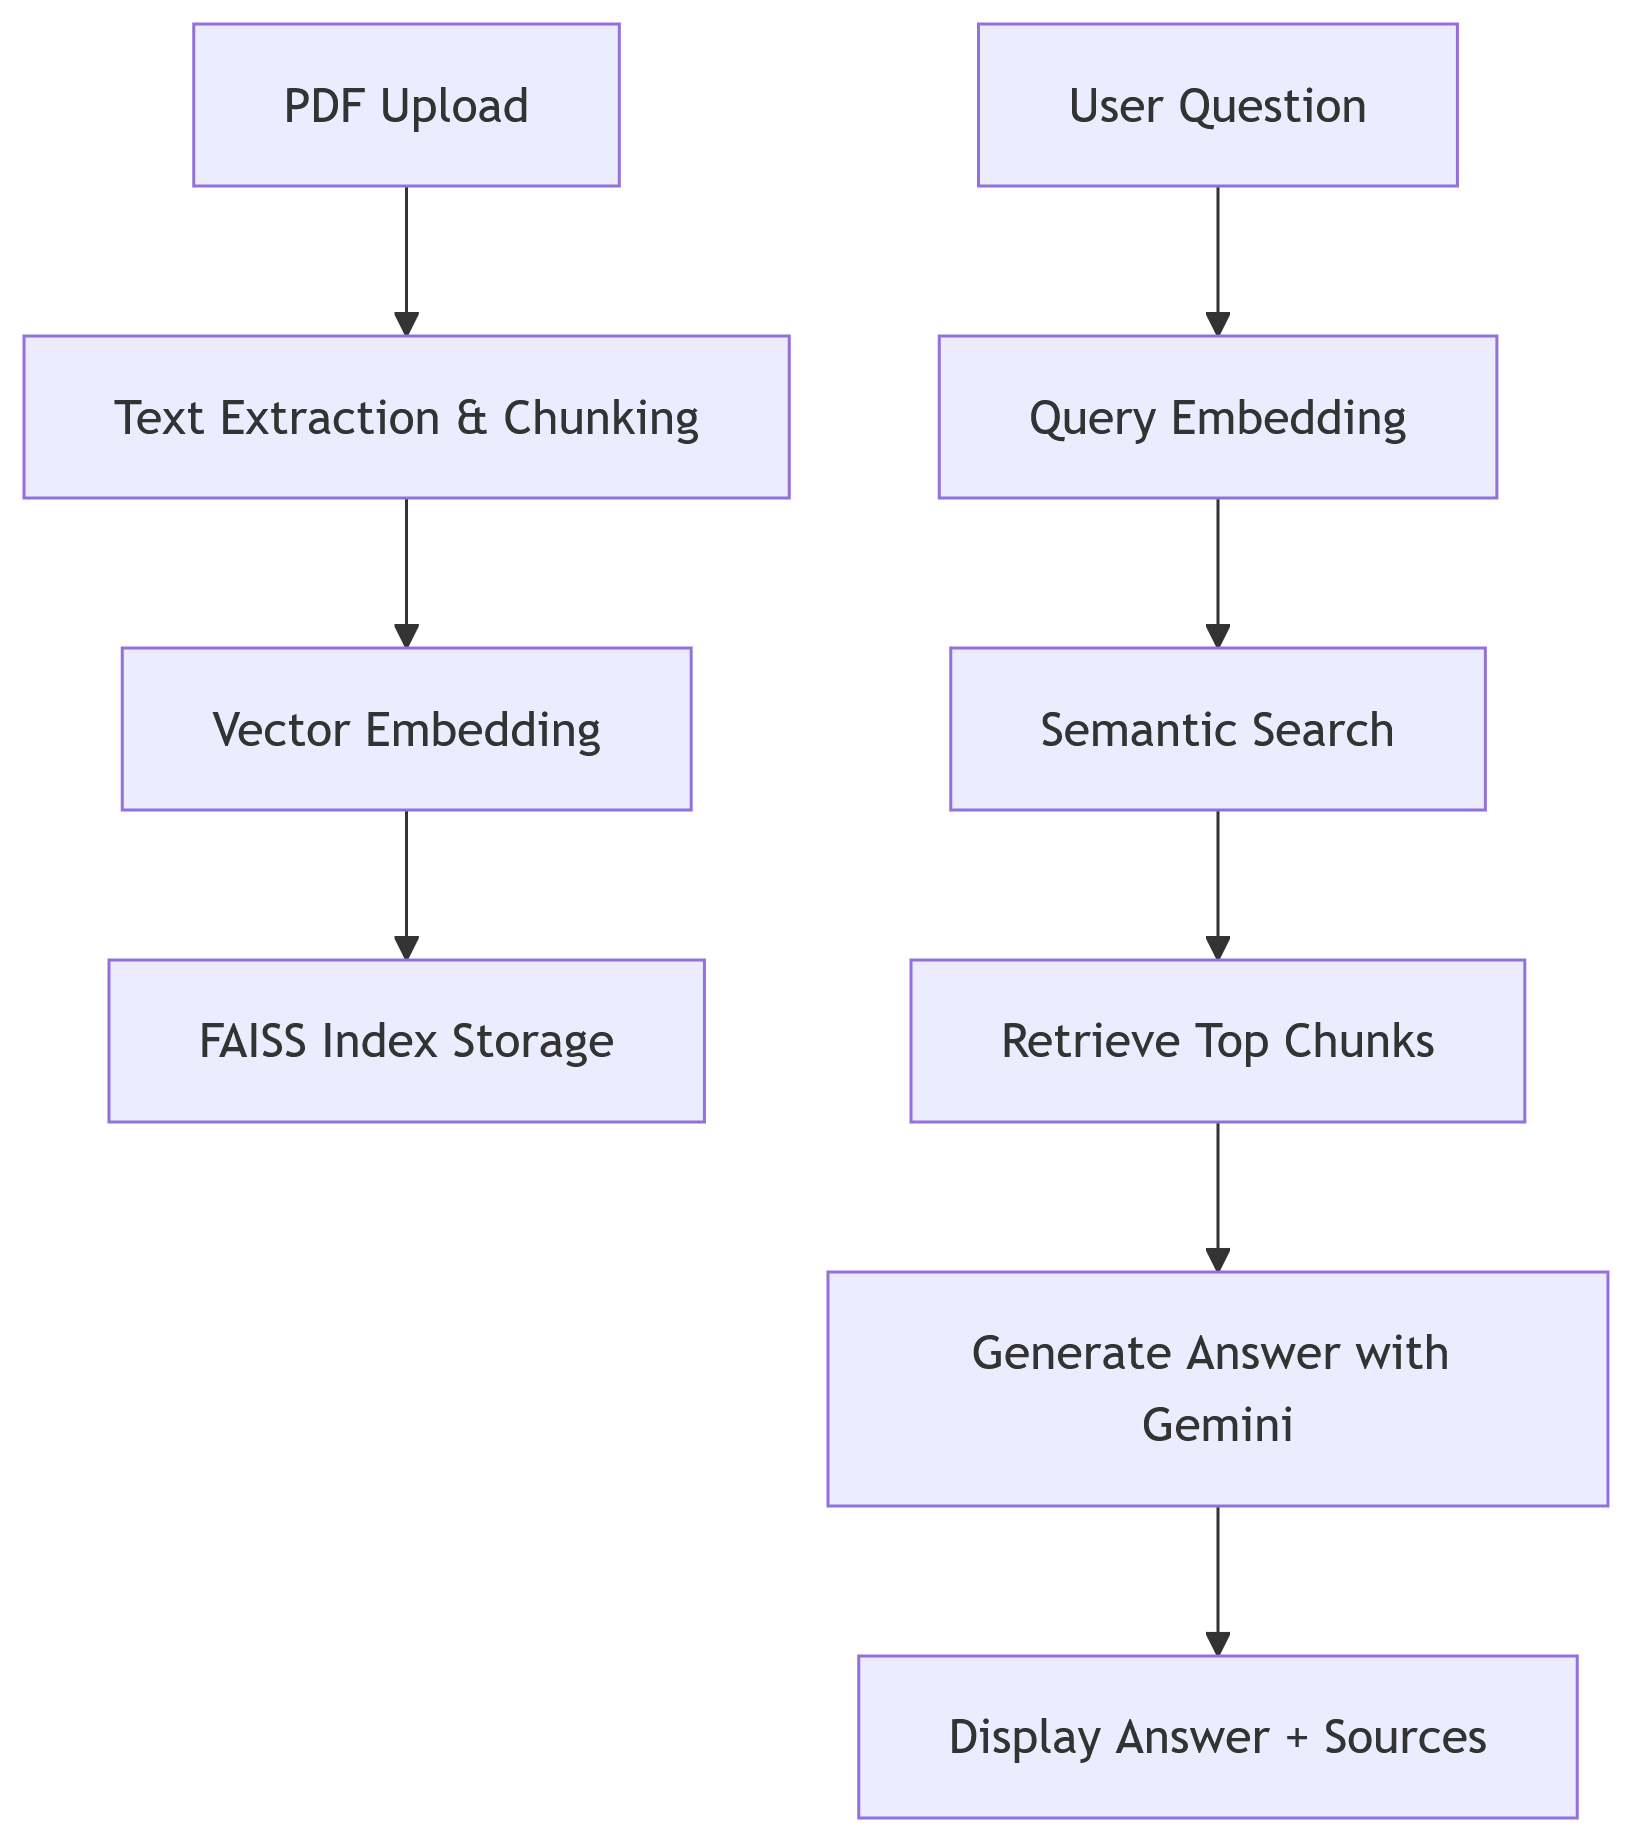 PDF Upload
Text Extraction & Chunking
Vector Embedding
FAISS Index Storage
User Question
Query Embedding
Semantic Search
Retrieve Top Chunks
Generate Answer with
Gemini
Display Answer + Sources